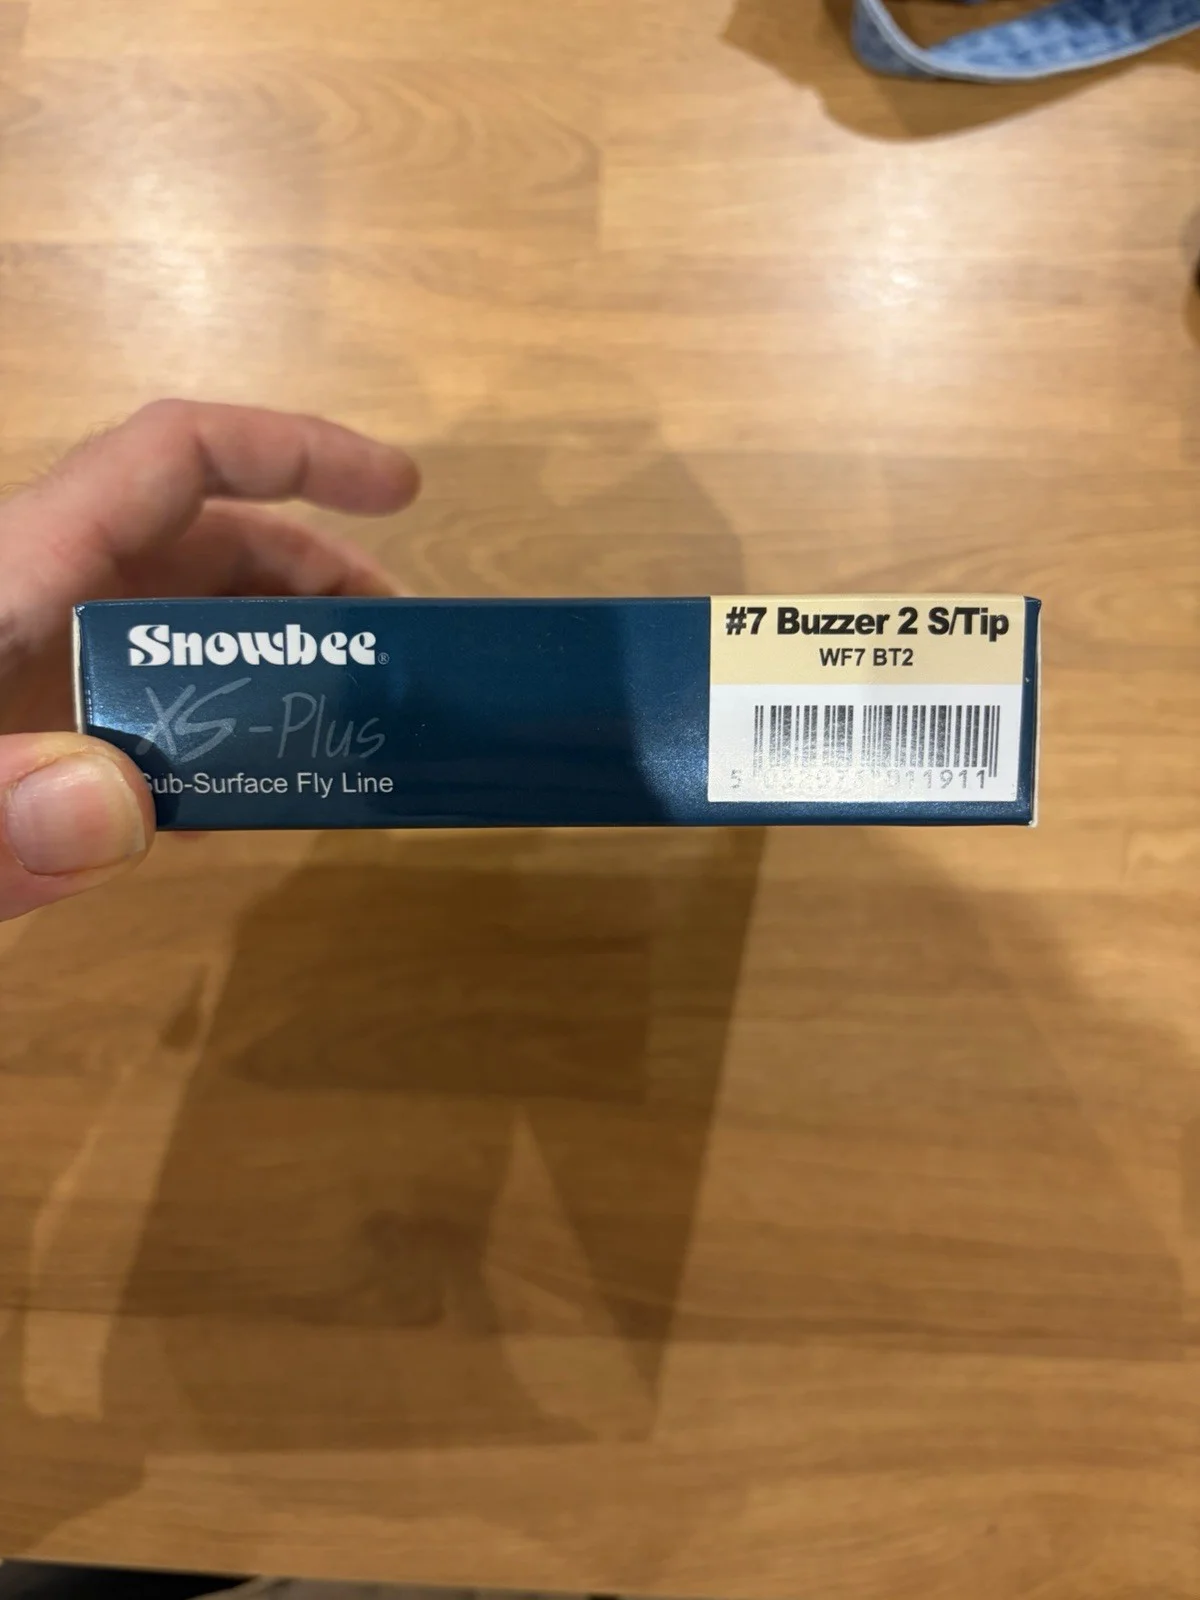 Snowbee®
XS-Plus
Sub-Surface Fly Line
#7 Buzzer 2 S/Tip
WF7 BT2